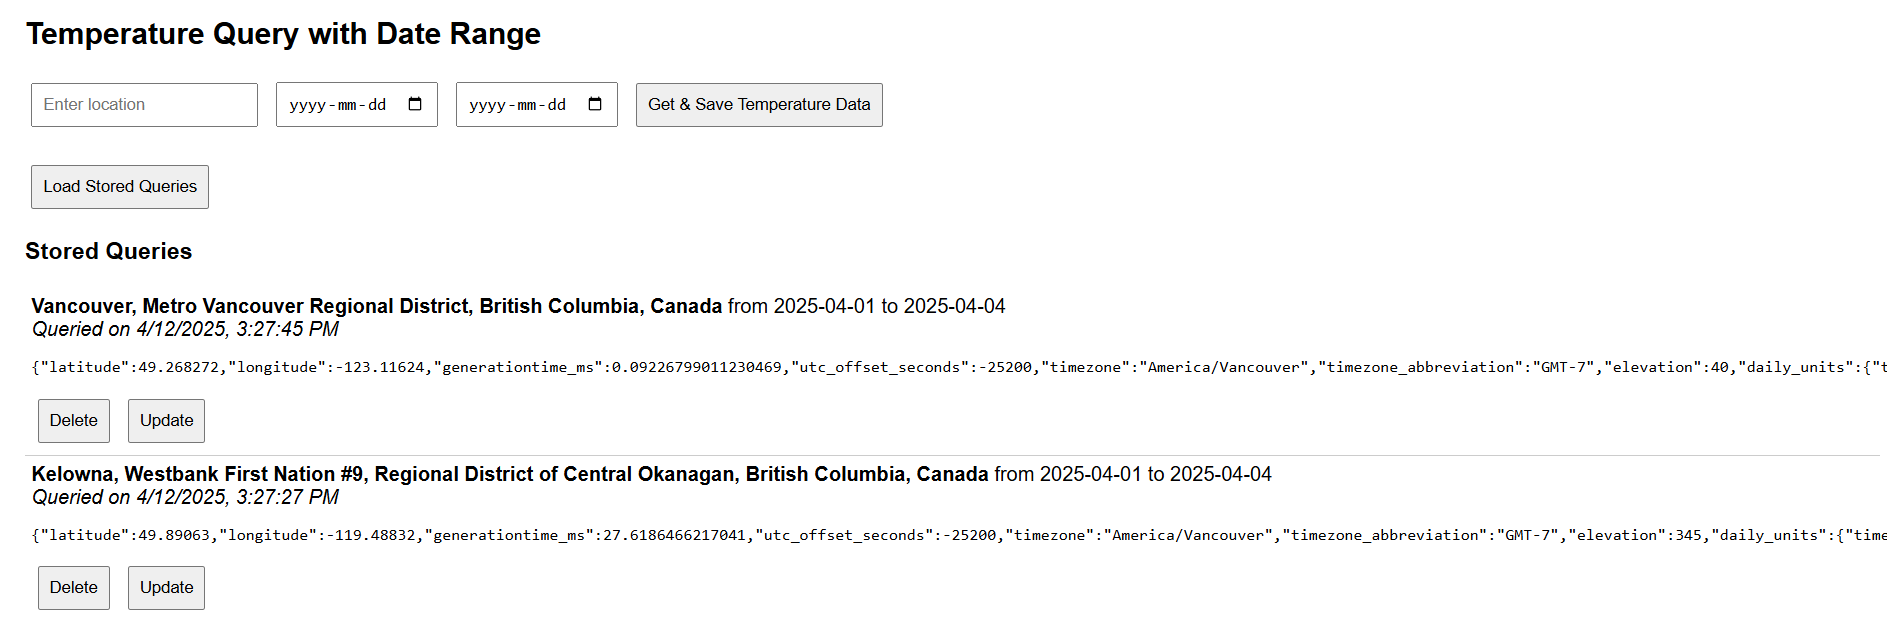 Temperature Query with Date Range
Enter location yyyy-mm-dd yyyy-mm-dd Get & Save Temperature Data
Load Stored Queries
Stored Queries
Vancouver, Metro Vancouver Regional District, British Columbia, Canada from 2025-04-01 to 2025-04-04
Queried on 4/12/2025, 3:27:45 PM
{"latitude":49.268272,"longitude":-123.11624,"generationtime_ms":0.09226799011230469,"utc_offset_seconds":-25200,"timezone":"America/Vancouver","timezone_abbreviation":"GMT-7","elevation":40,"daily_units":{"t
Delete Update
Kelowna, Westbank First Nation #9, Regional District of Central Okanagan, British Columbia, Canada from 2025-04-01 to 2025-04-04
Queried on 4/12/2025, 3:27:27 PM
{"latitude":49.89063,"longitude":-119.48832,"generationtime_ms":27.6186466217041,"utc_offset_seconds":-25200,"timezone":"America/Vancouver","timezone_abbreviation":"GMT-7","elevation":345,"daily_units":{"time
Delete Update